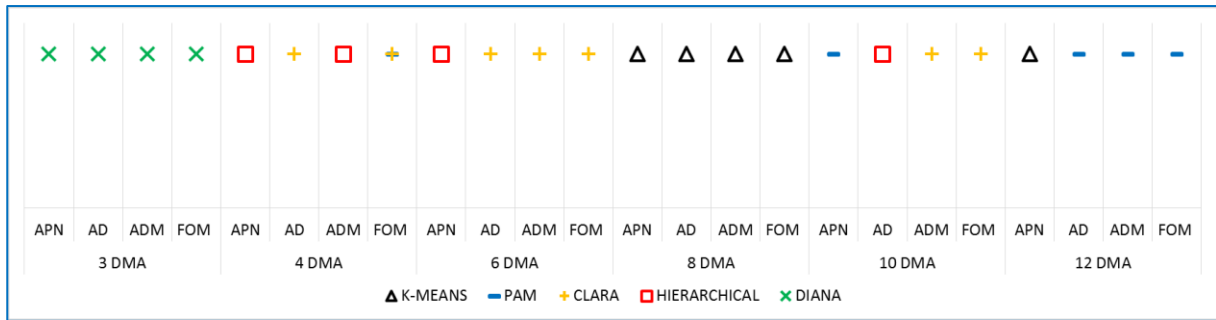 APN AD ADM FOM APN AD ADM FOM APN AD ADM FOM APN AD ADM FOM APN AD ADM FOM APN AD ADM FOM
3 DMA 4 DMA 6 DMA 8 DMA 10 DMA 12 DMA
K-MEANS PAM CLARA HIERARCHICAL DIANA